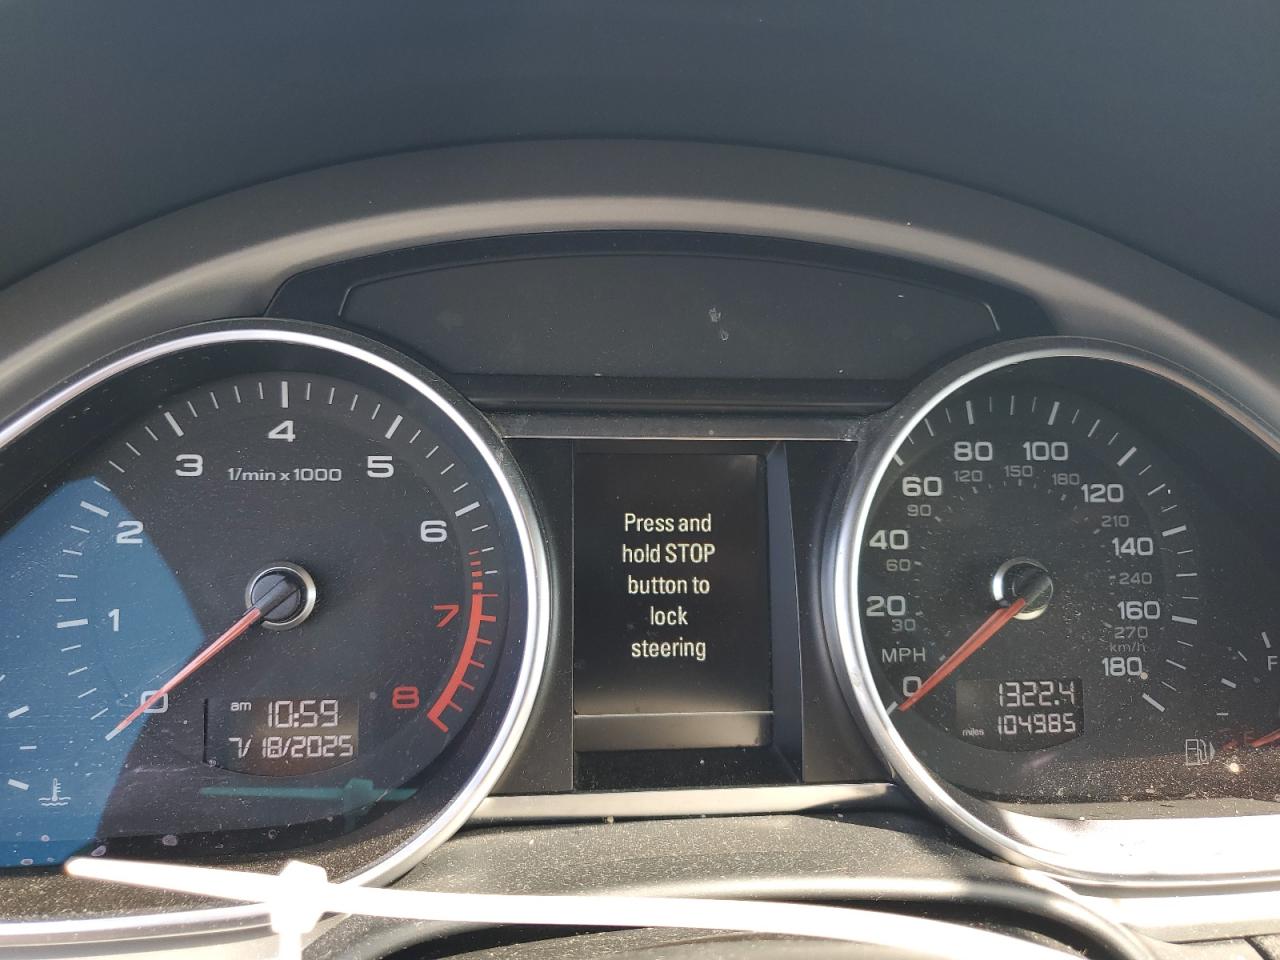 0
1
2
3
4
5
6
7
8
1/min x 1000
am 10:59
7/18/2025
Press and
hold STOP
button to
lock
steering
0
20
40
60
80
100
120
140
160
180
30
60
90
120
150
180
210
240
270
km/h
MPH
1322.4
miles 104985
F